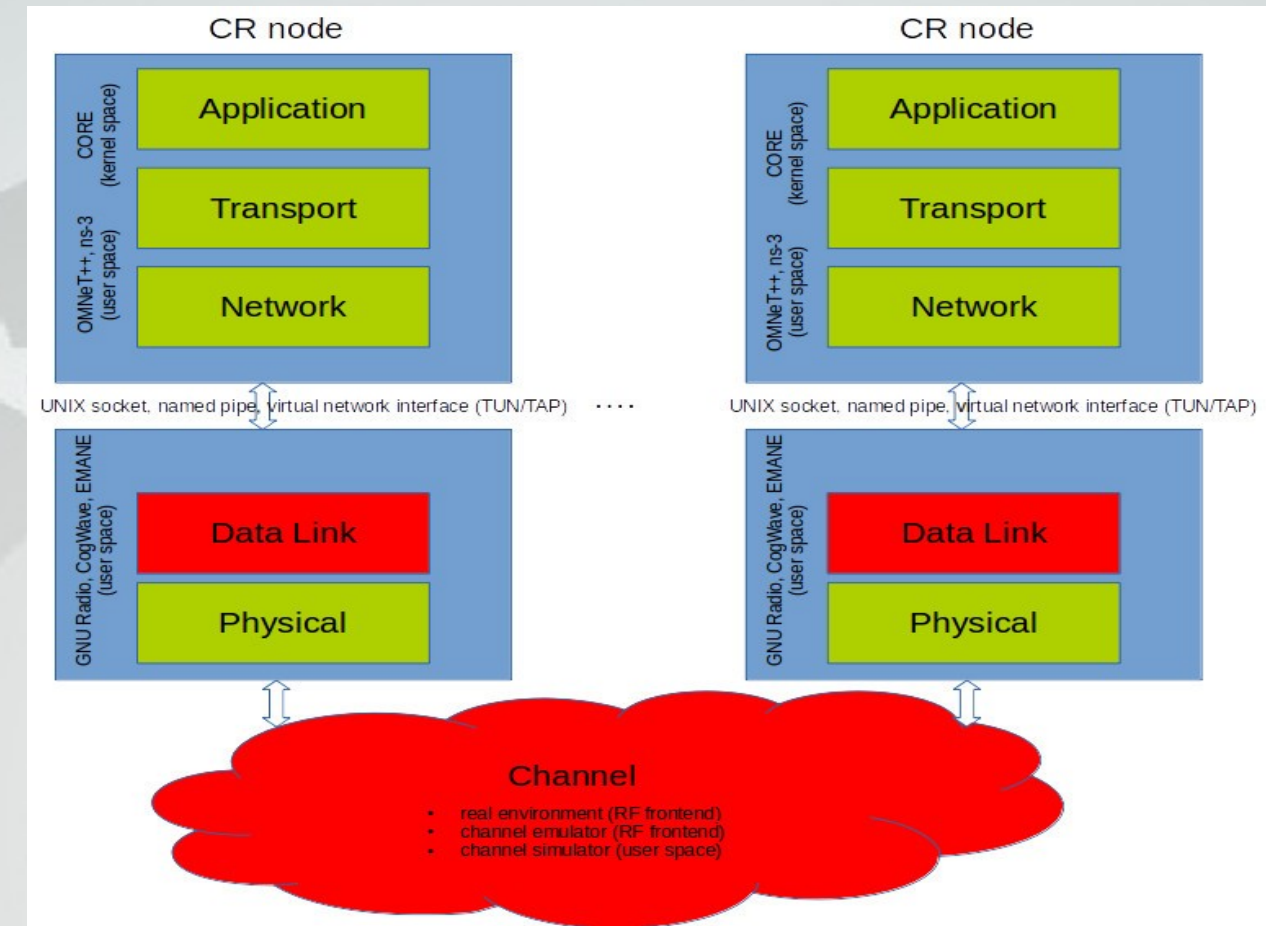 CR node
CORE
(kernel space)
OMNeT++, ns-3
(user space)
Application
Transport
Network
UNIX socket, named pipe, virtual network interface (TUN/TAP)
GNU Radio, CogWave, EMANE
(user space)
Data Link
Physical
....
CR node
CORE
(kernel space)
OMNeT++, ns-3
(user space)
Application
Transport
Network
UNIX socket, named pipe, virtual network interface (TUN/TAP)
GNU Radio, CogWave, EMANE
(user space)
Data Link
Physical
Channel
• real environment (RF frontend)
• channel emulator (RF frontend)
• channel simulator (user space)